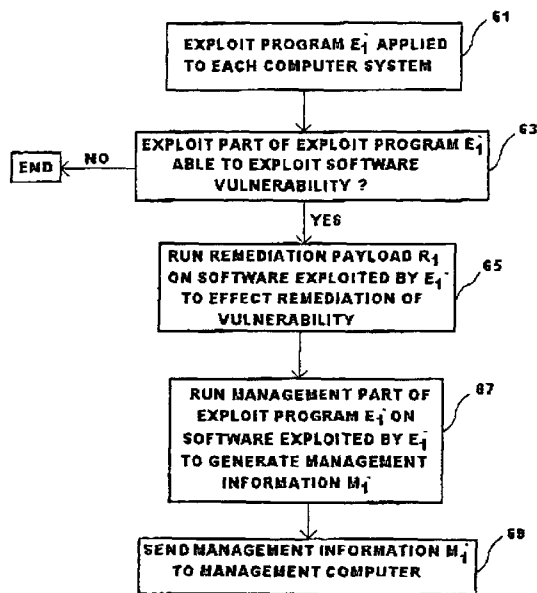 61
EXPLOIT PROGRAM E1' APPLIED
TO EACH COMPUTER SYSTEM
63
EXPLOIT PART OF EXPLOIT PROGRAM E1'
ABLE TO EXPLOIT SOFTWARE
VULNERABILITY ?
NO
END
YES
65
RUN REMEDIATION PAYLOAD R1
ON SOFTWARE EXPLOITED BY E1'
TO EFFECT REMEDIATION OF
VULNERABILITY
67
RUN MANAGEMENT PART OF
EXPLOIT PROGRAM E1' ON
SOFTWARE EXPLOITED BY E1'
TO GENERATE MANAGEMENT
INFORMATION M1'
69
SEND MANAGEMENT INFORMATION M1'
TO MANAGEMENT COMPUTER